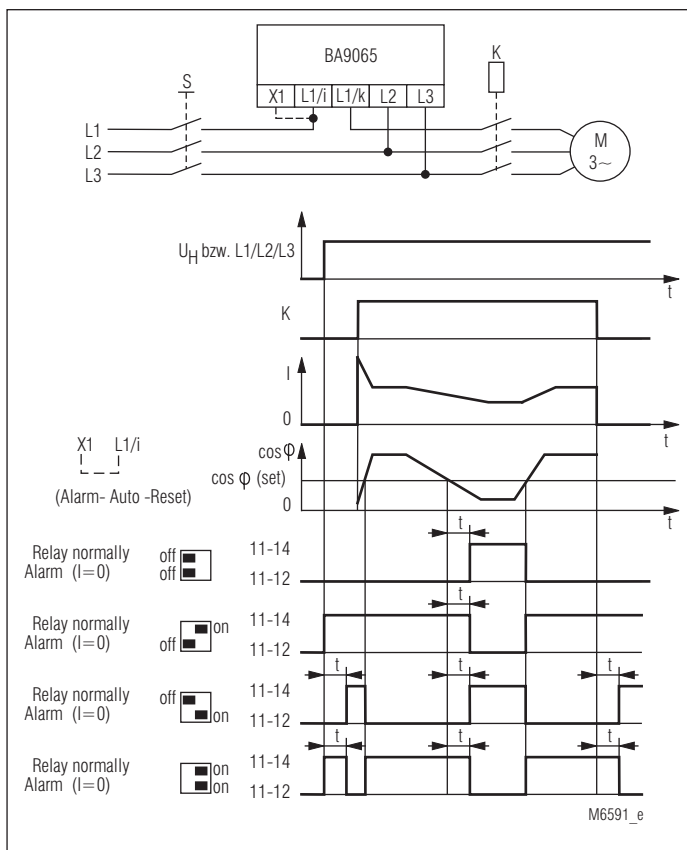 BA9065
K
S
X1 L1/i L1/k L2 L3
L1
L2
L3
M
3~
U_H bzw. L1/L2/L3
t
K
I
0
t
X1 L1/i
(Alarm- Auto -Reset)
cos φ
cos φ (set)
0
t
t
Relay normally off 11-14
Alarm (I=0) off 11-12
t
Relay normally on 11-14
Alarm (I=0) off 11-12
t t t
Relay normally off 11-14
Alarm (I=0) on 11-12
t t t
Relay normally on 11-14
Alarm (I=0) on 11-12
M6591_e